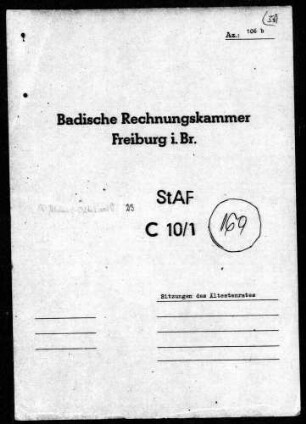 Az.: 106 b
Badische Rechnungskammer
Freiburg i. Br.
StAF
25
C 10/1
169
Sitzungen des Ältestenrates